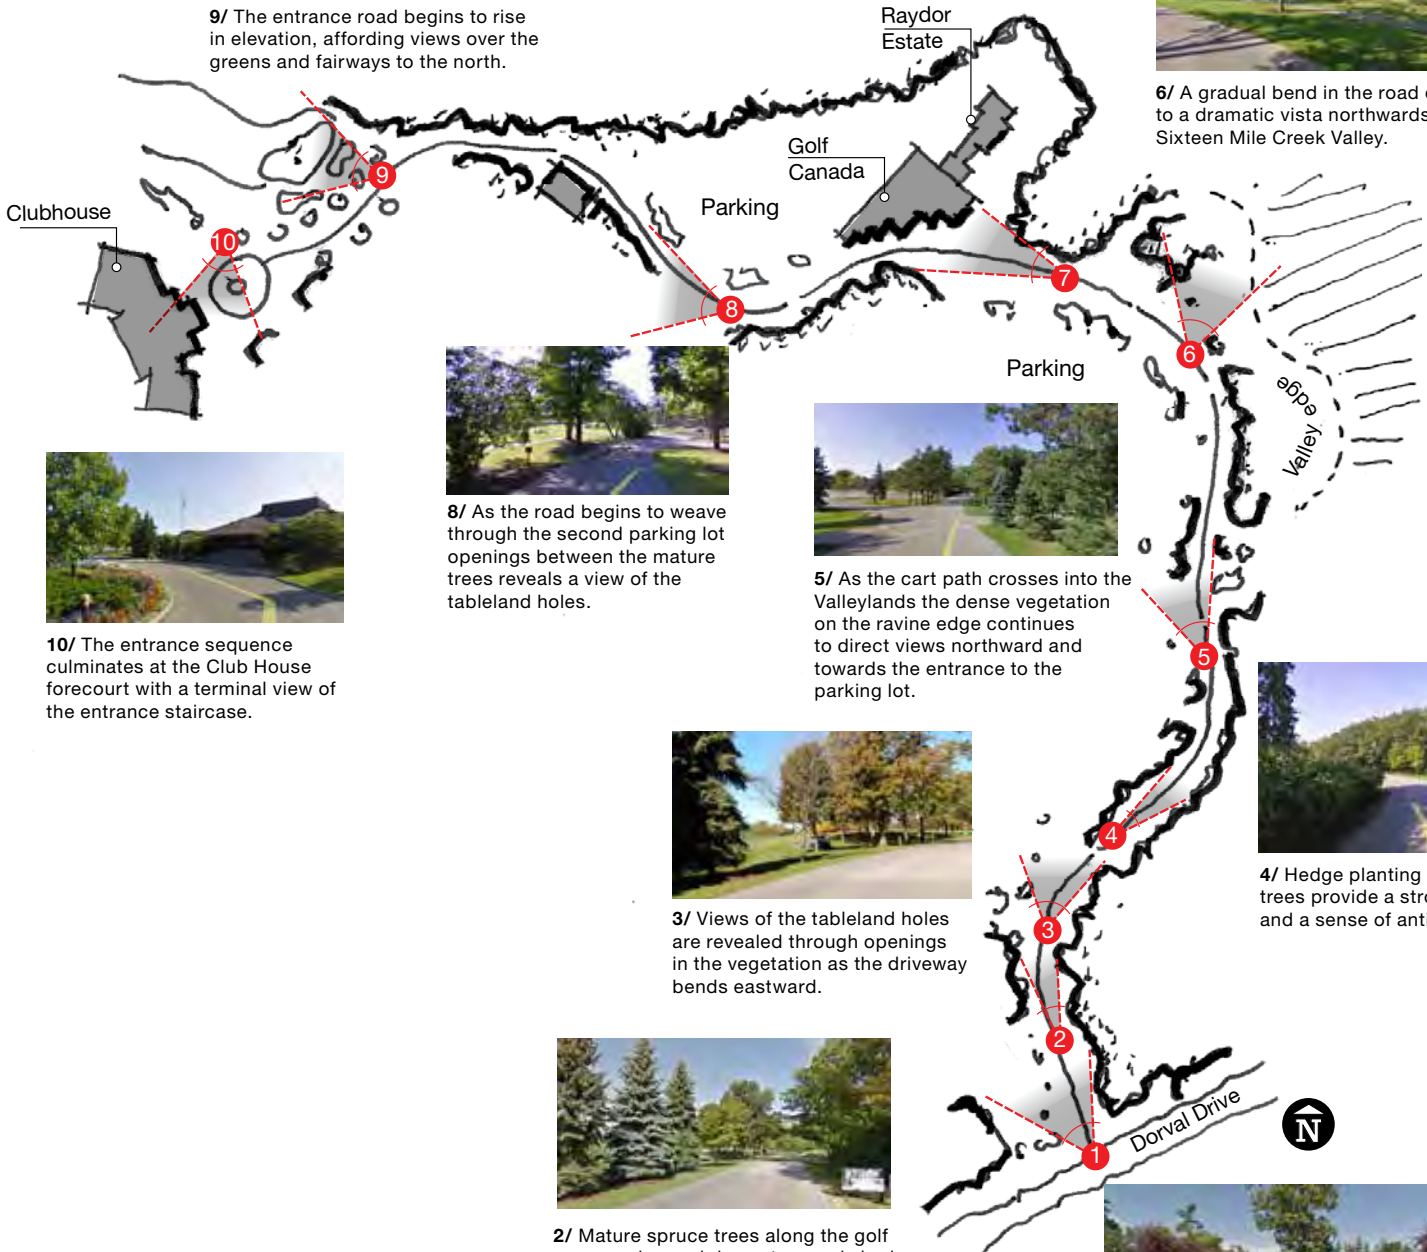 9/ The entrance road begins to rise
in elevation, affording views over the
greens and fairways to the north.
Raydor
Estate
6/ A gradual bend in the road
to a dramatic vista northwards
Sixteen Mile Creek Valley.
Golf
Canada
Clubhouse
Parking
9
10
8
7
6
Parking
Valley edge
8/ As the road begins to weave
through the second parking lot
openings between the mature
trees reveals a view of the
tableland holes.
5/ As the cart path crosses into the
Valleylands the dense vegetation
on the ravine edge continues
to direct views northward and
towards the entrance to the
parking lot.
10/ The entrance sequence
culminates at the Club House
forecourt with a terminal view of
the entrance staircase.
5
4
4/ Hedge planting
trees provide a
and a sense of
3/ Views of the tableland holes
are revealed through openings
in the vegetation as the driveway
bends eastward.
3
2
1
Dorval Drive
N
2/ Mature spruce trees along the golf